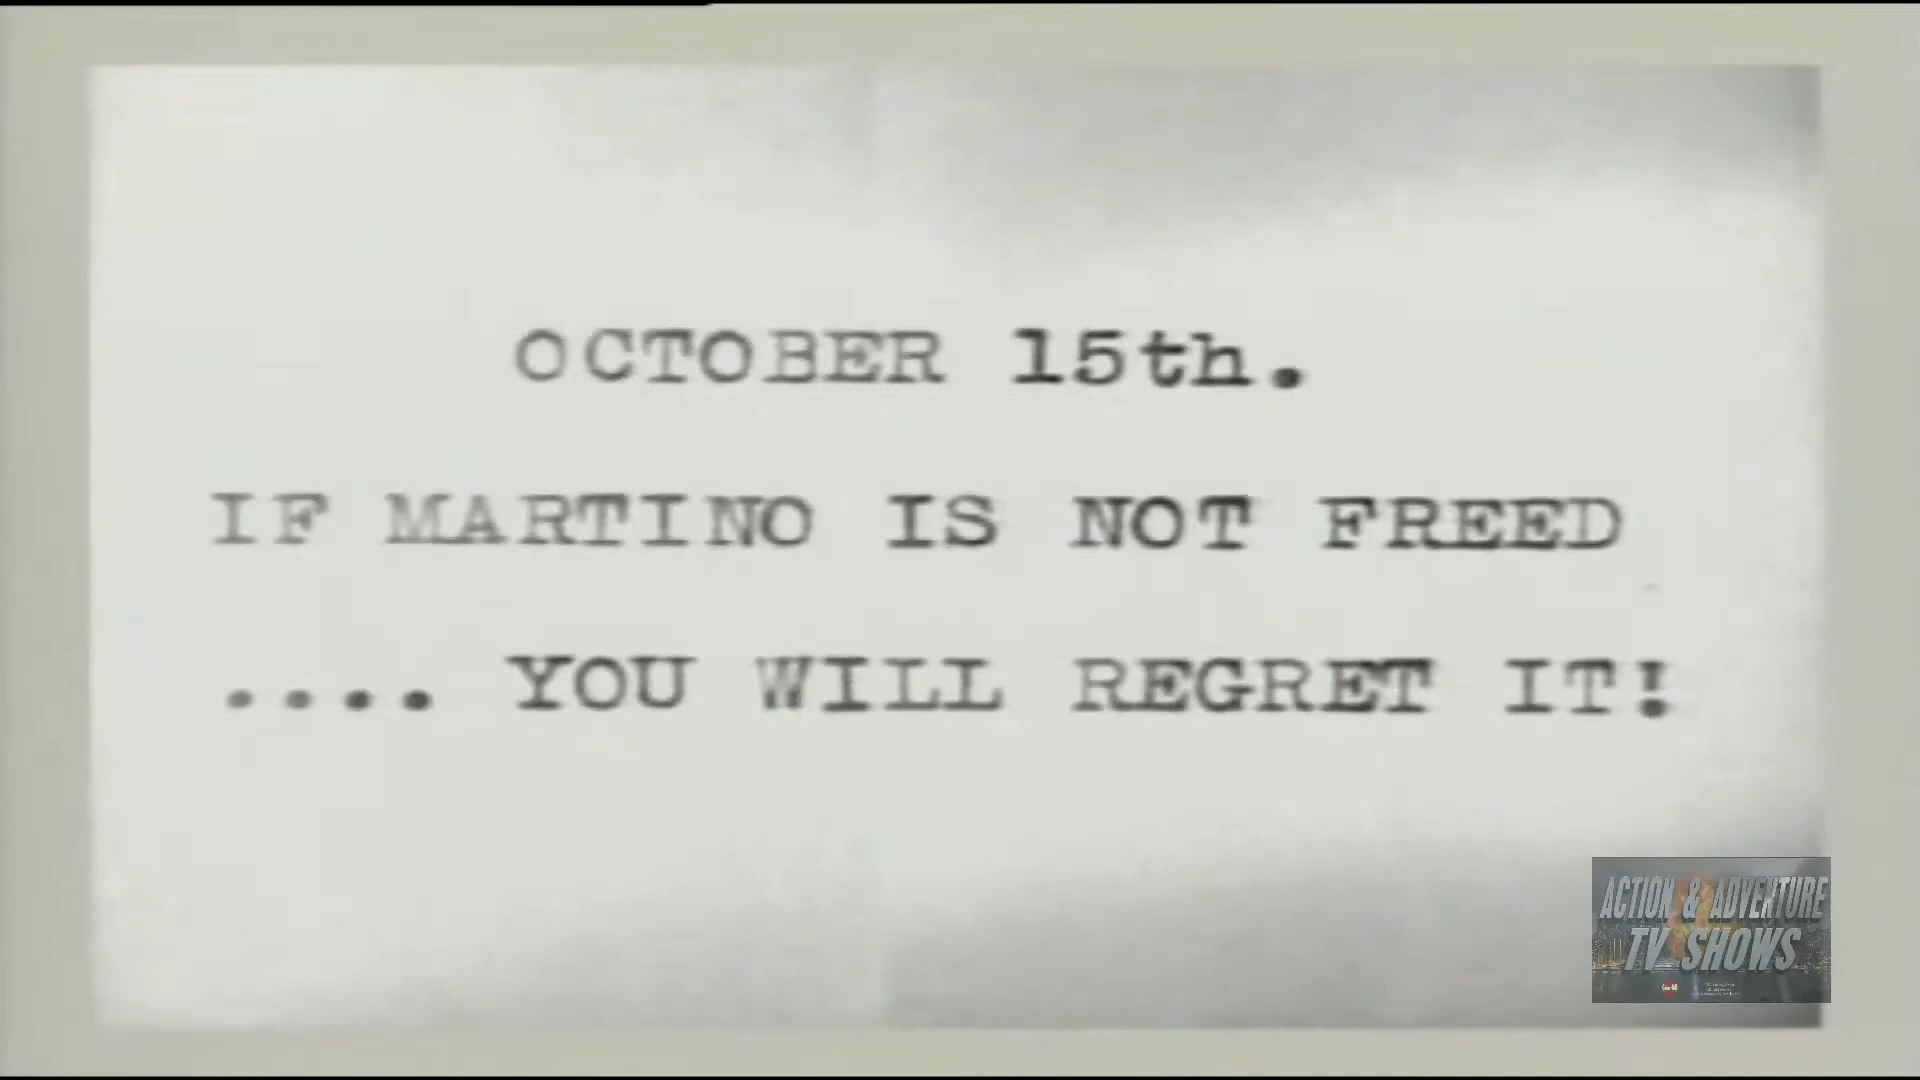 OCTOBER 15th.
IF MARTINO IS NOT FREED
.... YOU WILL REGRET IT!
ACTION & ADVENTURE
TV SHOWS